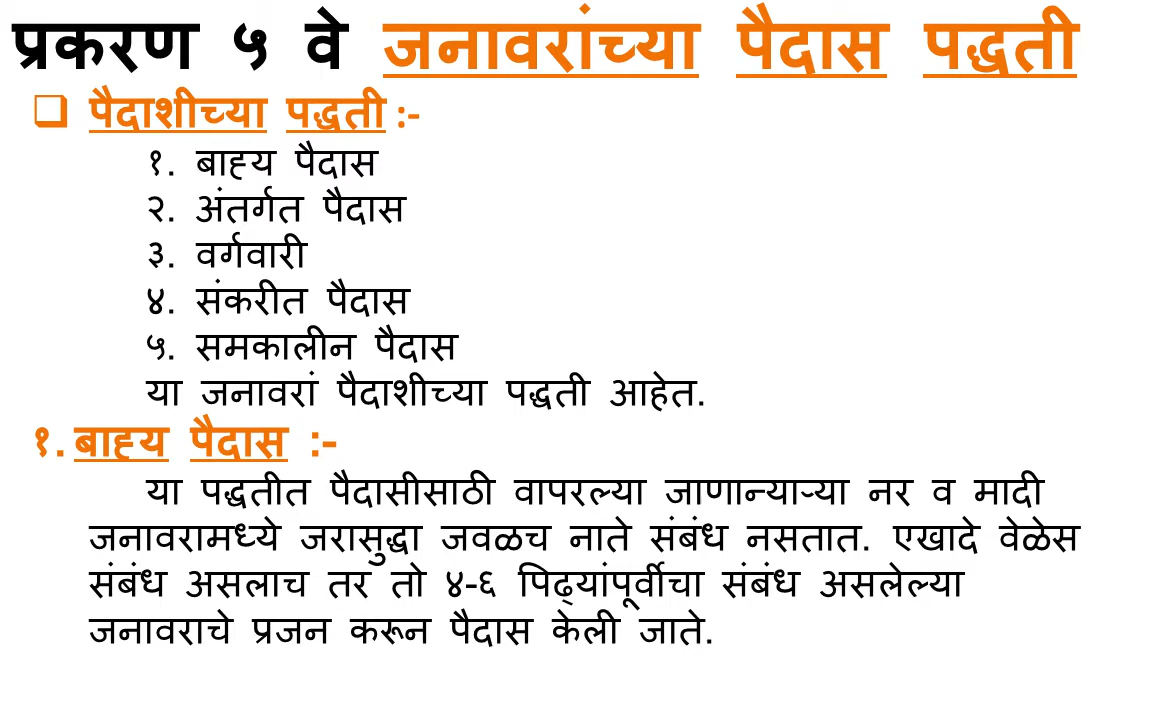 प्रकरण ५ वे जनावरांच्या पैदास पद्धती
❑ पैदाशीच्या पद्धती :-
१. बाह्य पैदास
२. अंतर्गत पैदास
३. वर्गवारी
४. संकरीत पैदास
५. समकालीन पैदास
या जनावरां पैदाशीच्या पद्धती आहेत.
१. बाह्य पैदास :-
या पद्धतीत पैदासीसाठी वापरल्या जाणान्याऱ्या नर व मादी
जनावरामध्ये जरासुद्धा जवळच नाते संबंध नसतात. एखादे वेळेस
संबंध असलाच तर तो ४-६ पिढ्यांपूर्वीचा संबंध असलेल्या
जनावराचे प्रजन करून पैदास केली जाते.